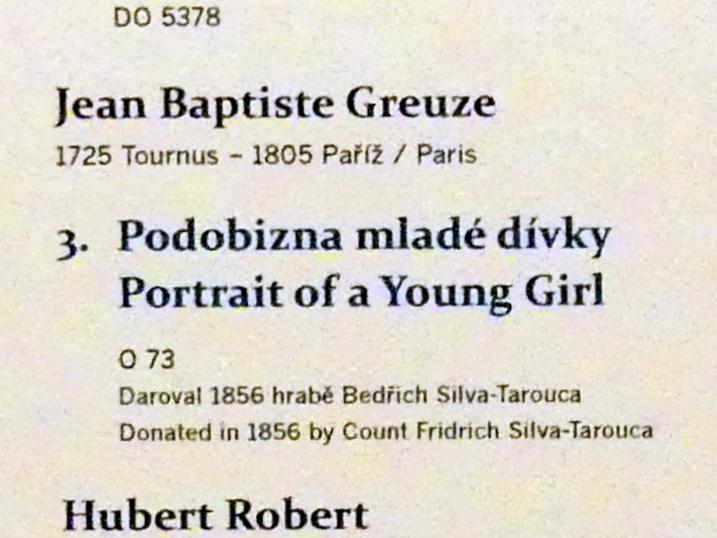 DO 5378
Jean Baptiste Greuze
1725 Tournus – 1805 Paříž / Paris
3. Podobizna mladé dívky
Portrait of a Young Girl
O 73
Daroval 1856 hrabě Bedřich Silva-Tarouca
Donated in 1856 by Count Fridrich Silva-Tarouca
Hubert Robert